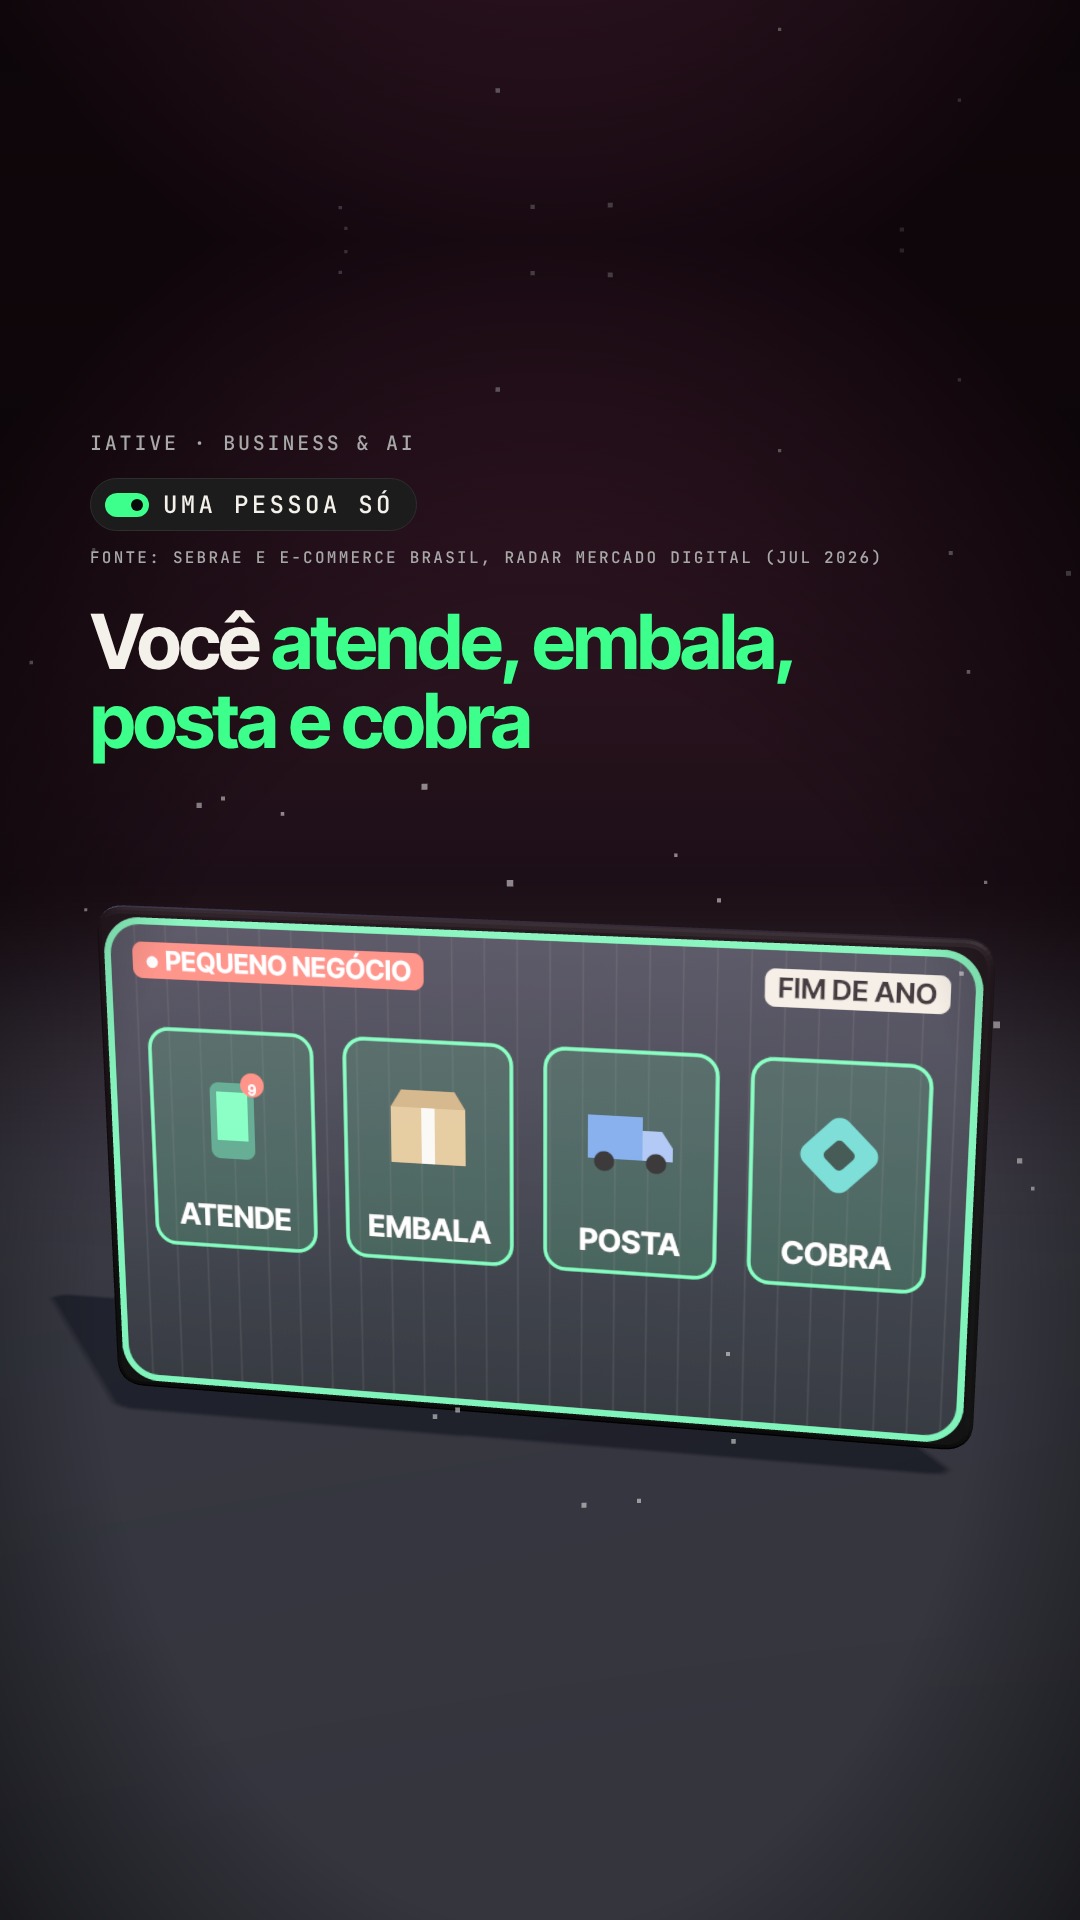 IATIVE · BUSINESS & AI
UMA PESSOA SÓ
FONTE: SEBRAE E E-COMMERCE BRASIL, RADAR MERCADO DIGITAL (JUL 2026)
Você atende, embala,
posta e cobra
PEQUENO NEGÓCIO
FIM DE ANO
9
ATENDE
EMBALA
POSTA
COBRA